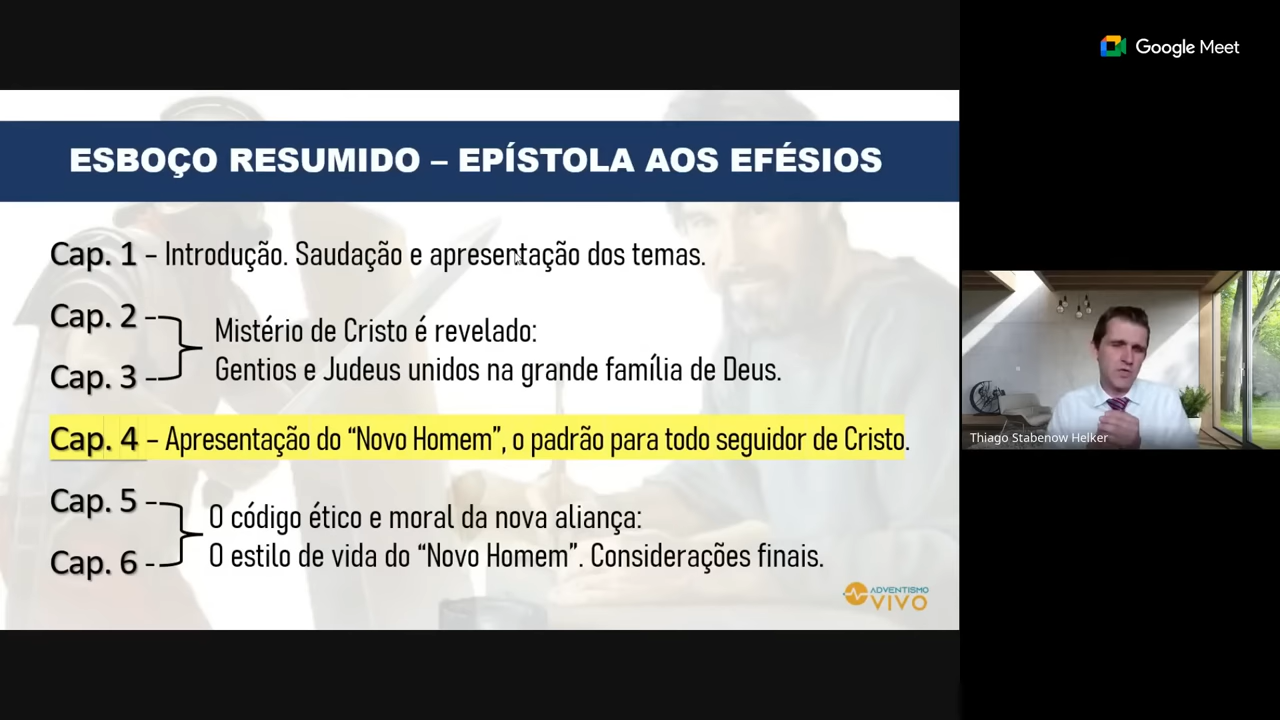 Google Meet
ESBOÇO RESUMIDO – EPÍSTOLA AOS EFÉSIOS
Cap. 1 – Introdução. Saudação e apresentação dos temas.
Cap. 2 –
Mistério de Cristo é revelado:
Cap. 3 –
Gentios e Judeus unidos na grande família de Deus.
Cap. 4 – Apresentação do “Novo Homem”, o padrão para todo seguidor de Cristo.
Cap. 5 –
O código ético e moral da nova aliança:
Cap. 6 -
O estilo de vida do “Novo Homem”. Considerações finais.
ADVENTISMO
VIVO
Thiago Stabenow Helker